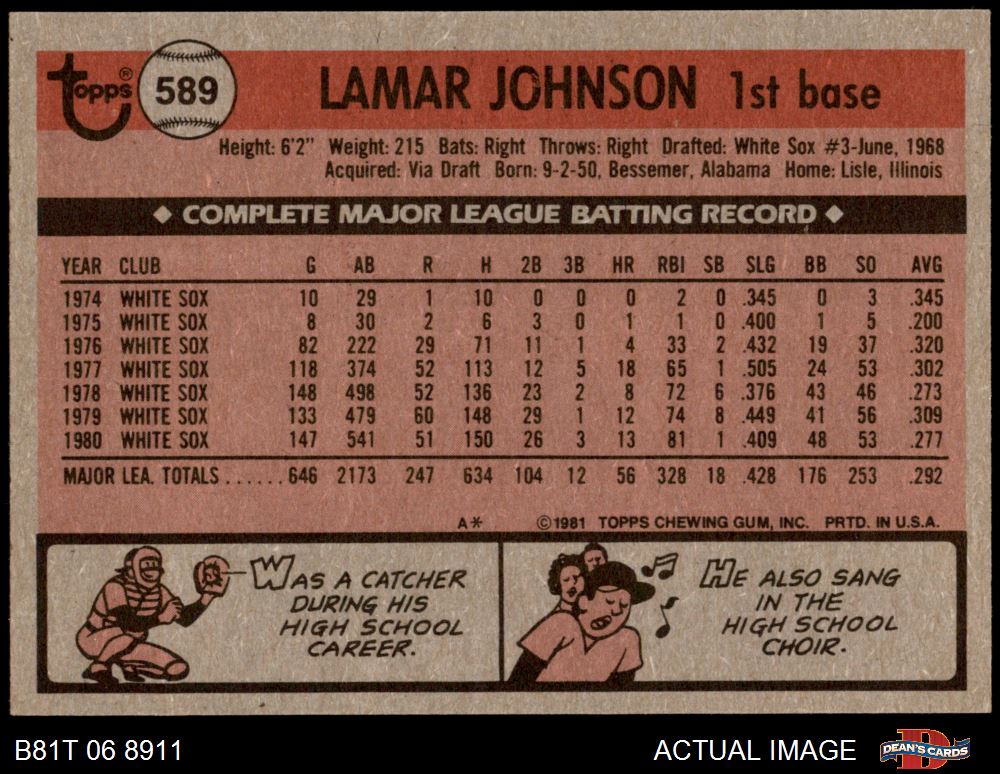 topps®
589
LAMAR JOHNSON 1st base
Height: 6'2" Weight: 215 Bats: Right Throws: Right Drafted: White Sox #3-June, 1968
Acquired: Via Draft Born: 9-2-50, Bessemer, Alabama Home: Lisle, Illinois
◆ COMPLETE MAJOR LEAGUE BATTING RECORD ◆
YEAR CLUB G AB R H 2B 3B HR RBI SB SLG BB SO AVG
1974 WHITE SOX 10 29 1 10 0 0 0 2 0 .345 0 3 .345
1975 WHITE SOX 8 30 2 6 3 0 1 1 0 .400 1 5 .200
1976 WHITE SOX 82 222 29 71 11 1 4 33 2 .432 19 37 .320
1977 WHITE SOX 118 374 52 113 12 5 18 65 1 .505 24 53 .302
1978 WHITE SOX 148 498 52 136 23 2 8 72 6 .376 43 46 .273
1979 WHITE SOX 133 479 60 148 29 1 12 74 8 .449 41 56 .309
1980 WHITE SOX 147 541 51 150 26 3 13 81 1 .409 48 53 .277
MAJOR LEA. TOTALS ...... 646 2173 247 634 104 12 56 328 18 .428 176 253 .292
A* ©1981 TOPPS CHEWING GUM, INC. PRTD. IN U.S.A.
WAS A CATCHER
DURING HIS
HIGH SCHOOL
CAREER.
HE ALSO SANG
IN THE
HIGH SCHOOL
CHOIR.
B81T 06 8911
ACTUAL IMAGE
DEAN'S CARDS